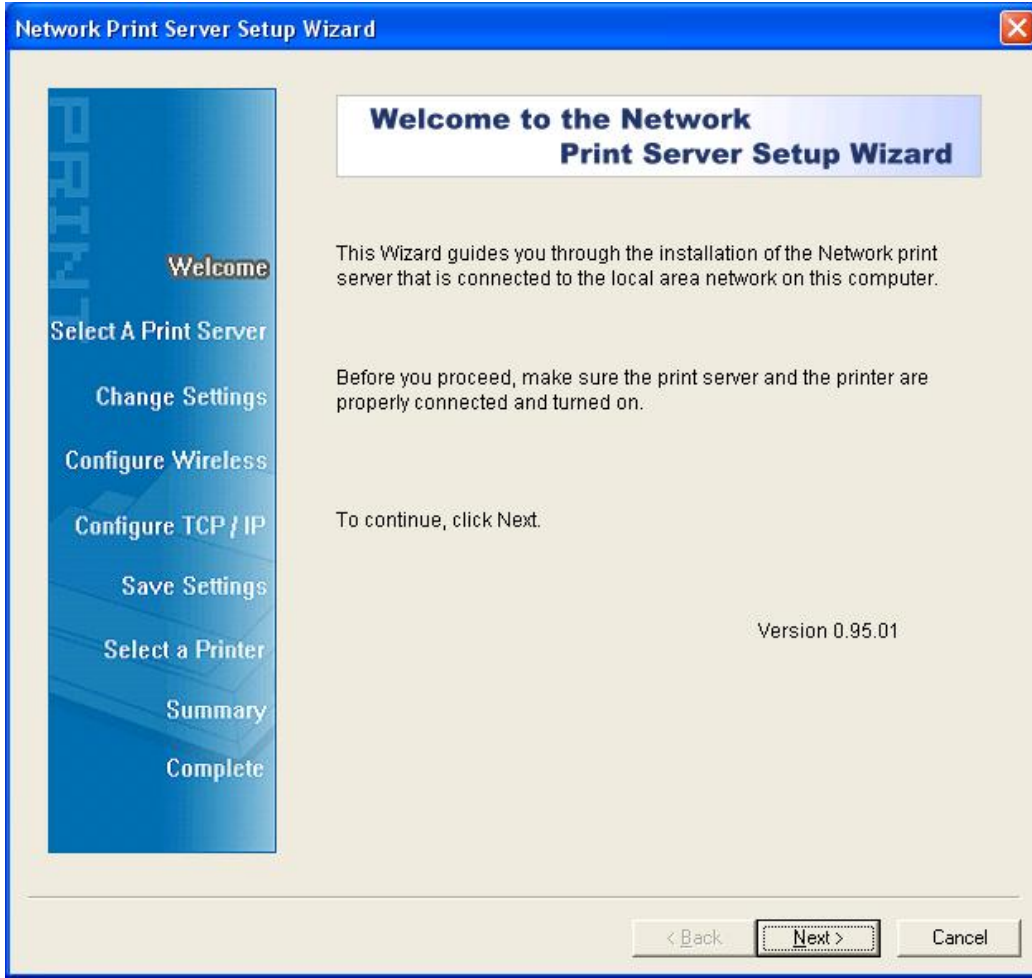 Network Print Server Setup Wizard
PRINT
Welcome
Select A Print Server
Change Settings
Configure Wireless
Configure TCP / IP
Save Settings
Select a Printer
Summary
Complete
Welcome to the Network
Print Server Setup Wizard
This Wizard guides you through the installation of the Network print
server that is connected to the local area network on this computer.
Before you proceed, make sure the print server and the printer are
properly connected and turned on.
To continue, click Next.
Version 0.95.01
< Back
Next >
Cancel